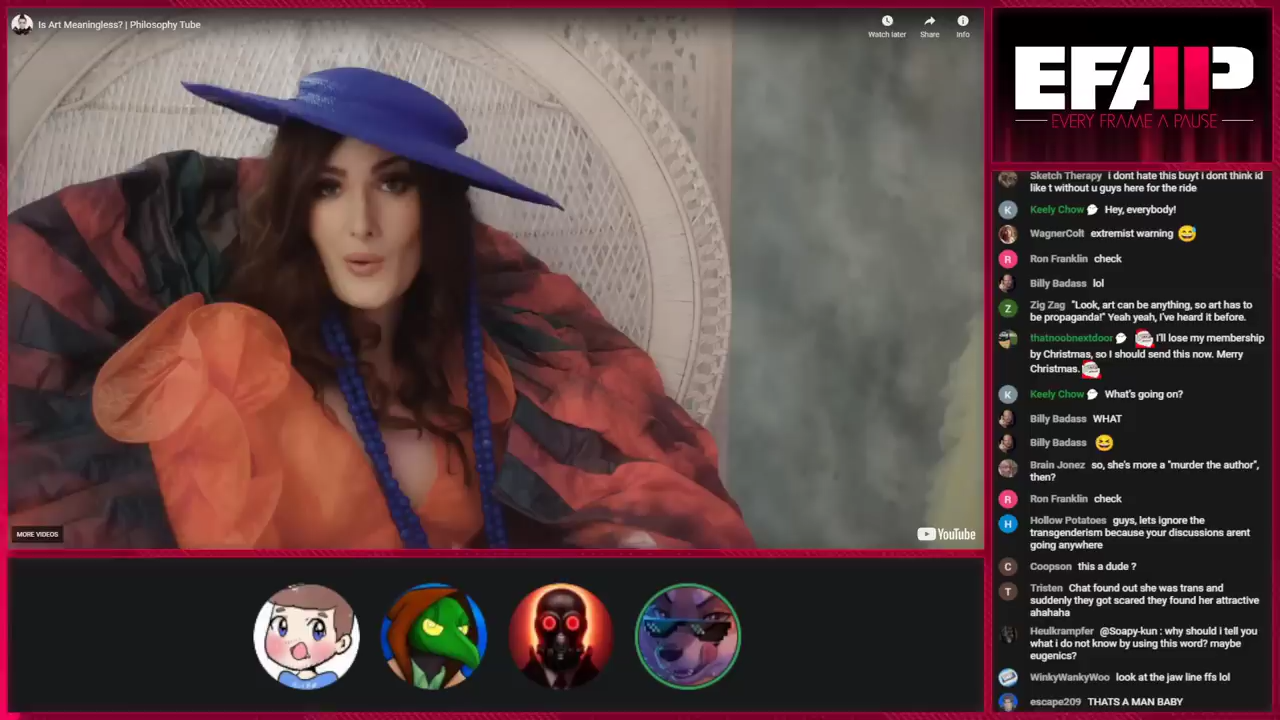 Is Art Meaningless? | Philosophy Tube
Watch later
Share
Info
MORE VIDEOS
YouTube
EFAP
EVERY FRAME A PAUSE
Sketch Therapy i dont hate this buyt i dont think id
like t without u guys here for the ride
K
Keely Chow Hey, everybody!
WagnerColt extremist warning
R
Ron Franklin check
Billy Badass lol
Z
Zig Zag "Look, art can be anything, so art has to
be propaganda!" Yeah yeah, I've heard it before.
thatnoobnextdoor I'll lose my membership
by Christmas, so I should send this now. Merry
Christmas.
K
Keely Chow What's going on?
Billy Badass WHAT
Billy Badass
Brain Jonez so, she's more a "murder the author",
then?
R
Ron Franklin check
H
Hollow Potatoes guys, lets ignore the
transgenderism because your discussions arent
going anywhere
C
Coopson this a dude ?
T
Tristen Chat found out she was trans and
suddenly they got scared they found her attractive
ahahaha
Heulkrampfer @Soapy-kun : why should i tell you
what i do not know by using this word? maybe
eugenics?
WinkyWankyWoo look at the jaw line ffs lol
escape209 THATS A MAN BABY